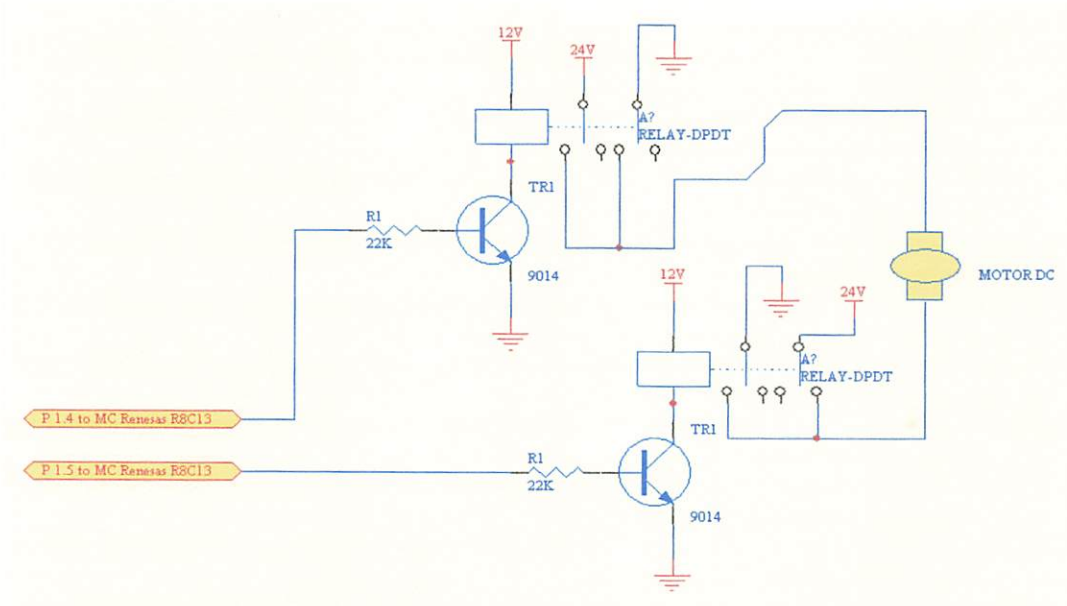 12V
24V
A?
RELAY-DPDT
TR1
R1
22K
9014
MOTOR DC
12V
24V
A?
RELAY-DPDT
P 1.4 to MC Renesas R8C13
TR1
P 1.5 to MC Renesas R8C13
R1
22K
9014